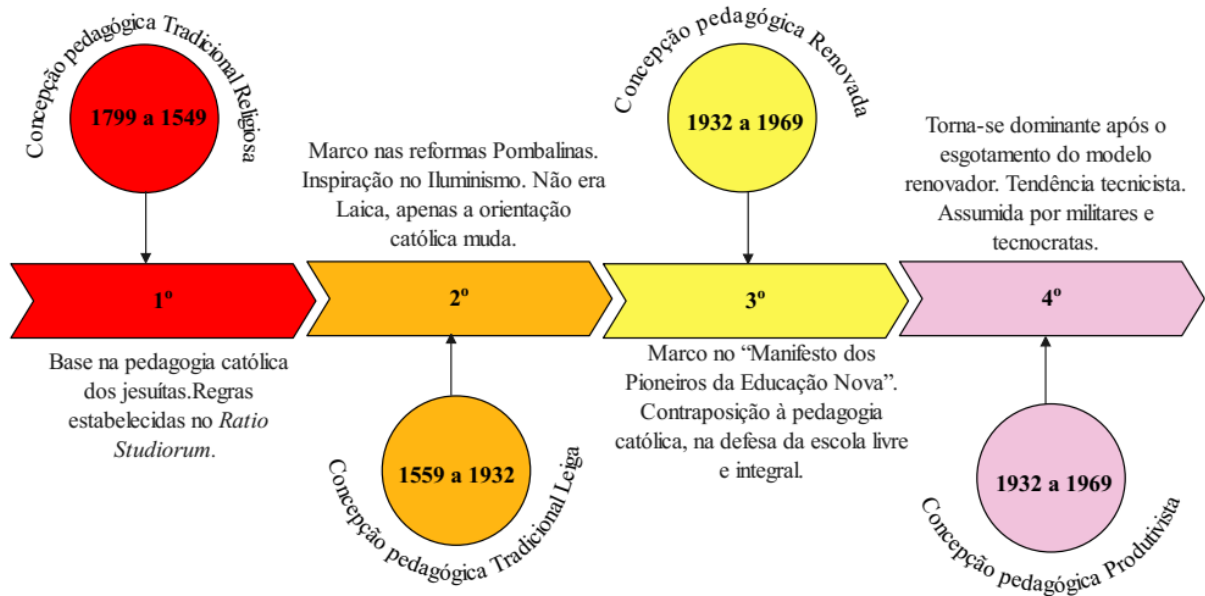 Concepção pedagógica Tradicional Religiosa
1799 a 1549
1º
Base na pedagogia católica
dos jesuítas.Regras
estabelecidas no Ratio
Studiorum.
Marco nas reformas Pombalinas.
Inspiração no Iluminismo. Não era
Laica, apenas a orientação
católica muda.
2º
1559 a 1932
Concepção pedagógica Tradicional Leiga
Concepção pedagógica Renovada
1932 a 1969
3º
Marco no “Manifesto dos
Pioneiros da Educação Nova”.
Contraposição à pedagogia
católica, na defesa da escola livre
e integral.
Torna-se dominante após o
esgotamento do modelo
renovador. Tendência tecnicista.
Assumida por militares e
tecnocratas.
4º
1932 a 1969
Concepção pedagógica Produtivista